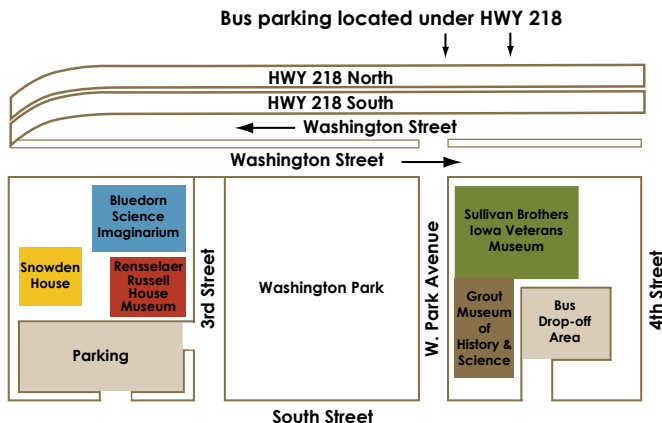 Bus parking located under HWY 218
HWY 218 North
HWY 218 South
Washington Street
Washington Street
Bluedorn
Science
Imaginarium
Snowden
House
Rensselaer
Russell
House
Museum
Parking
3rd Street
Washington Park
W. Park Avenue
Sullivan Brothers
Iowa Veterans
Museum
Grout
Museum
of
History &
Science
Bus
Drop-off
Area
4th Street
South Street